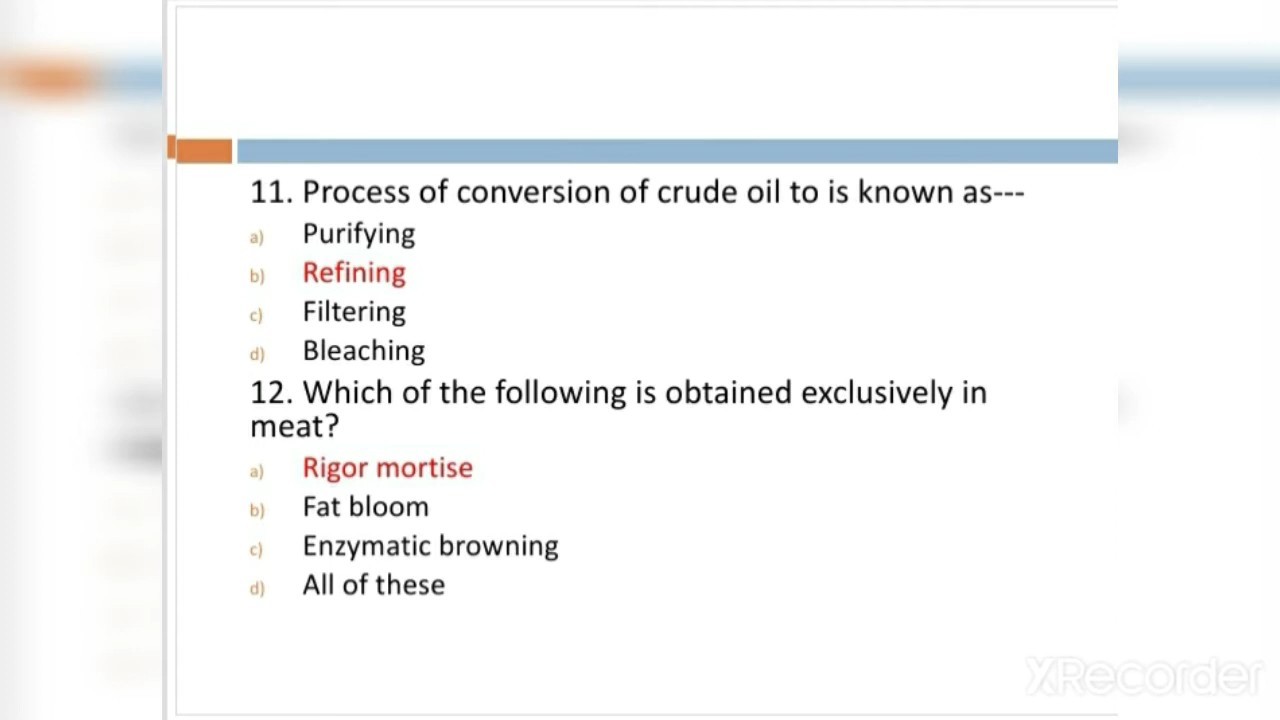 11. Process of conversion of crude oil to is known as---
a) Purifying
b) Refining
c) Filtering
d) Bleaching
12. Which of the following is obtained exclusively in
meat?
a) Rigor mortise
b) Fat bloom
c) Enzymatic browning
d) All of these
XRecorder